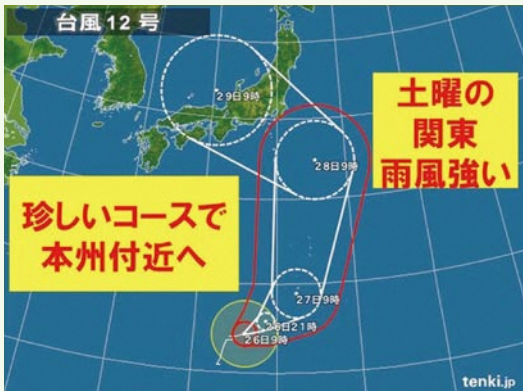 台風12号
土曜の
関東
雨風強い
29日9時
28日9時
珍しいコースで
本州付近へ
27日9時
26日21時
26日9時
tenki.jp